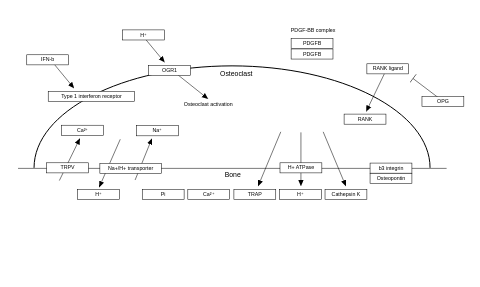 PDGF-BB complex
H⁺
PDGFB
PDGFB
IFN-b
OGR1
Osteoclast
RANK ligand
Type 1 interferon receptor
Osteoclast activation
OPG
RANK
Ca²⁺
Na⁺
TRPV
Na+/H+ transporter
Bone
H+ ATPase
b3 integrin
Osteopontin
H⁺
Pi
Ca²⁺
TRAP
H⁺
Cathepsin K